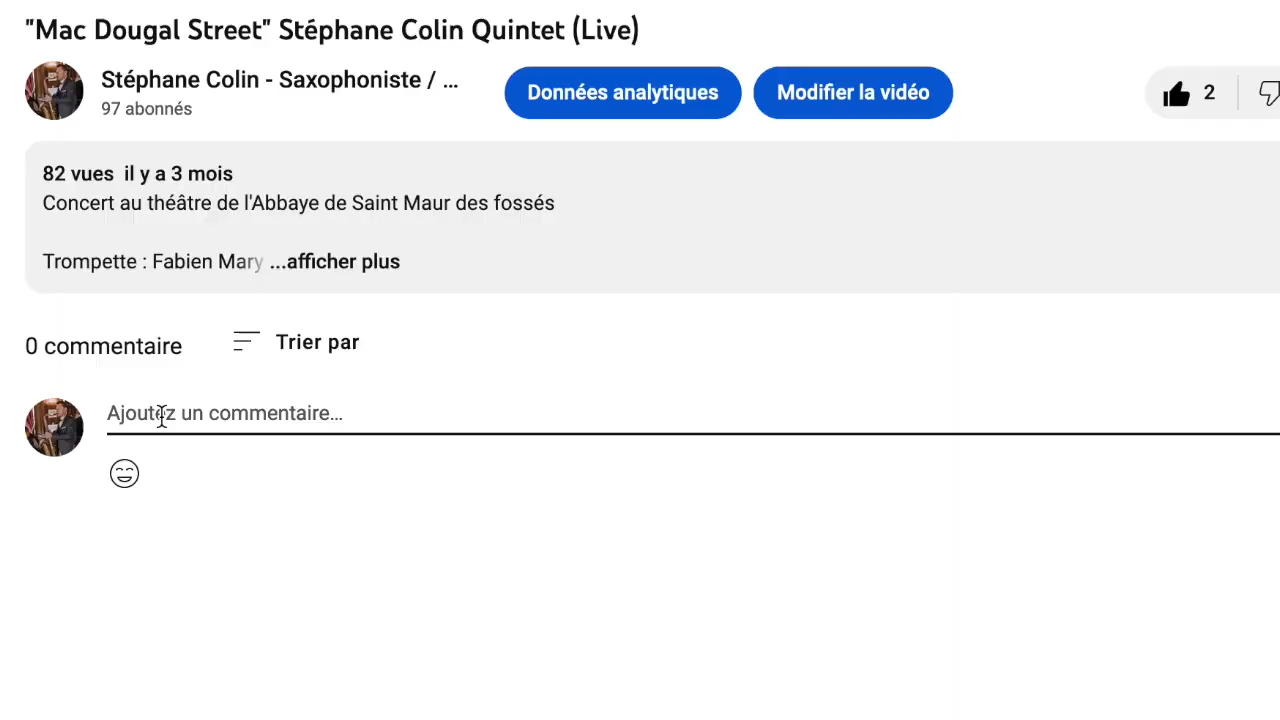 "Mac Dougal Street" Stéphane Colin Quintet (Live)
Stéphane Colin - Saxophoniste / ...
97 abonnés
Données analytiques
Modifier la vidéo
2
82 vues il y a 3 mois
Concert au théâtre de l'Abbaye de Saint Maur des fossés
Trompette : Fabien Mary ...afficher plus
0 commentaire
Trier par
Ajoutez un commentaire...